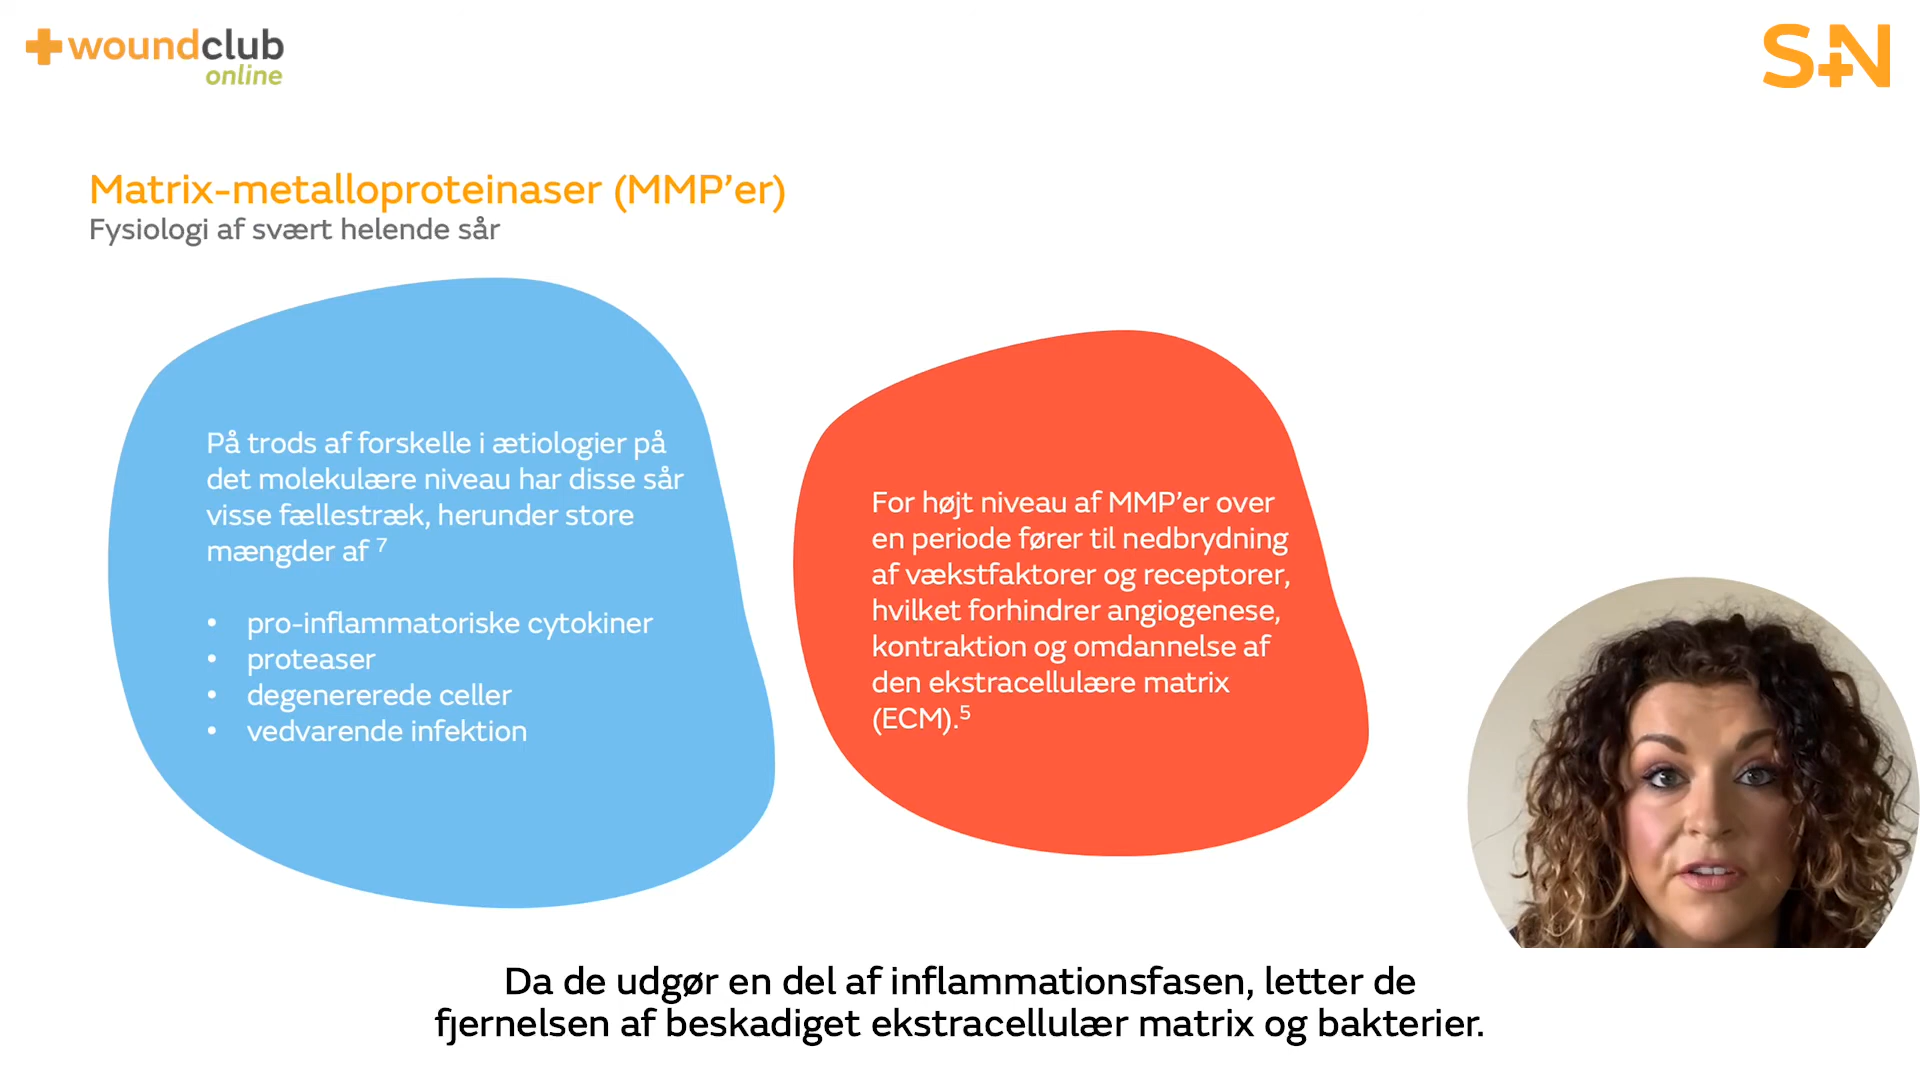 woundclub
online
S+N
Matrix-metalloproteinaser (MMP’er)
Fysiologi af svært helende sår
På trods af forskelle i ætiologier på
det molekulære niveau har disse sår
visse fællestræk, herunder store
mængder af 7
• pro-inflammatoriske cytokiner
• proteaser
• degenererede celler
• vedvarende infektion
For højt niveau af MMP’er over
en periode fører til nedbrydning
af vækstfaktorer og receptorer,
hvilket forhindrer angiogenese,
kontraktion og omdannelse af
den ekstracellulære matrix
(ECM).5
Da de udgør en del af inflammationsfasen, letter de
fjernelsen af beskadiget ekstracellulær matrix og bakterier.